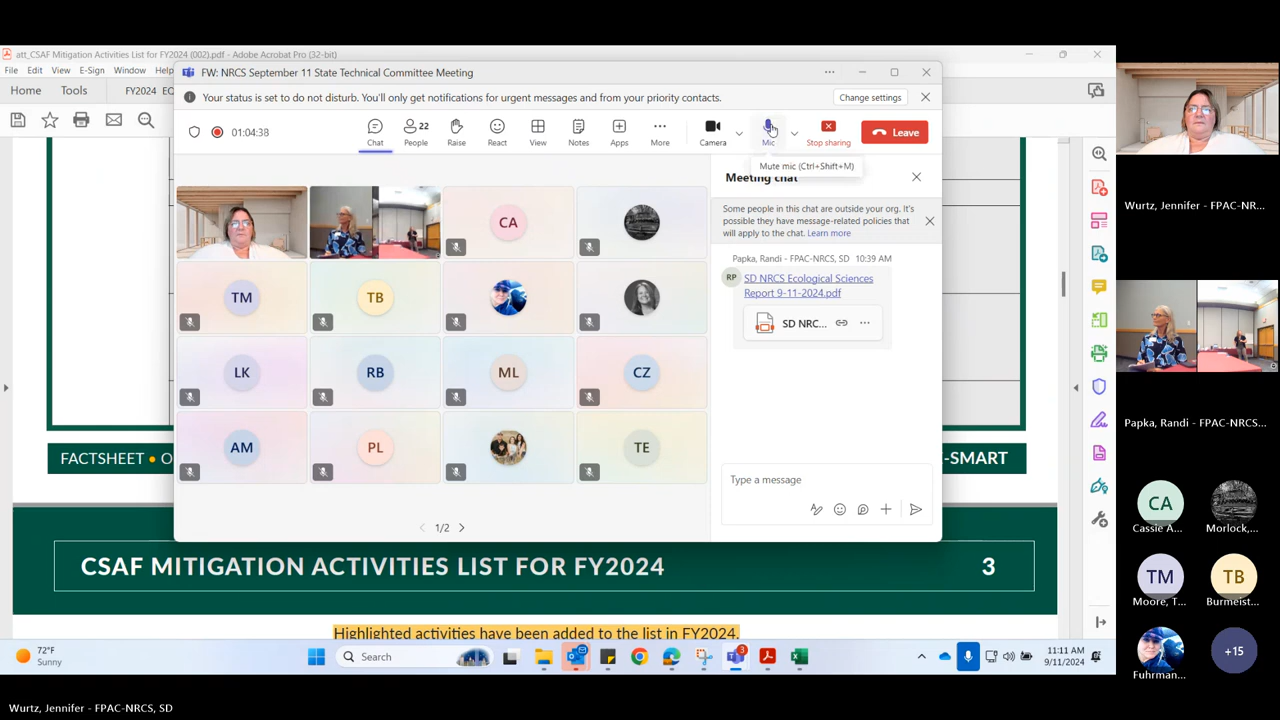 att_CSAF Mitigation Activities List for FY2024 (002).pdf - Adobe Acrobat Pro (32-bit)
File Edit View E-Sign Window Help
Home Tools FY2024 EQ
FW: NRCS September 11 State Technical Committee Meeting
Your status is set to do not disturb. You'll only get notifications for urgent messages and from your priority contacts.
Change settings
01:04:38
22
Chat People Raise React View Notes Apps More Camera Mic Stop sharing Leave
Mute mic (Ctrl+Shift+M)
Meeting chat
Some people in this chat are outside your org. It's
possible they have message-related policies that
will apply to the chat. Learn more
Papka, Randi - FPAC-NRCS, SD 10:39 AM
RP
SD NRCS Ecological Sciences
Report 9-11-2024.pdf
SD NRC...
CA
TM TB
LK RB ML CZ
AM PL TE
1/2
Type a message
FACTSHEET • O
-SMART
CSAF MITIGATION ACTIVITIES LIST FOR FY2024 3
Highlighted activities have been added to the list in FY2024.
72°F
Sunny
Search
3
11:11 AM
9/11/2024
Wurtz, Jennifer - FPAC-NR...
Papka, Randi - FPAC-NRCS...
CA
Cassie A... Morlock,...
TM TB
Moore, T... Burmeist...
+15
Fuhrman...
Wurtz, Jennifer - FPAC-NRCS, SD